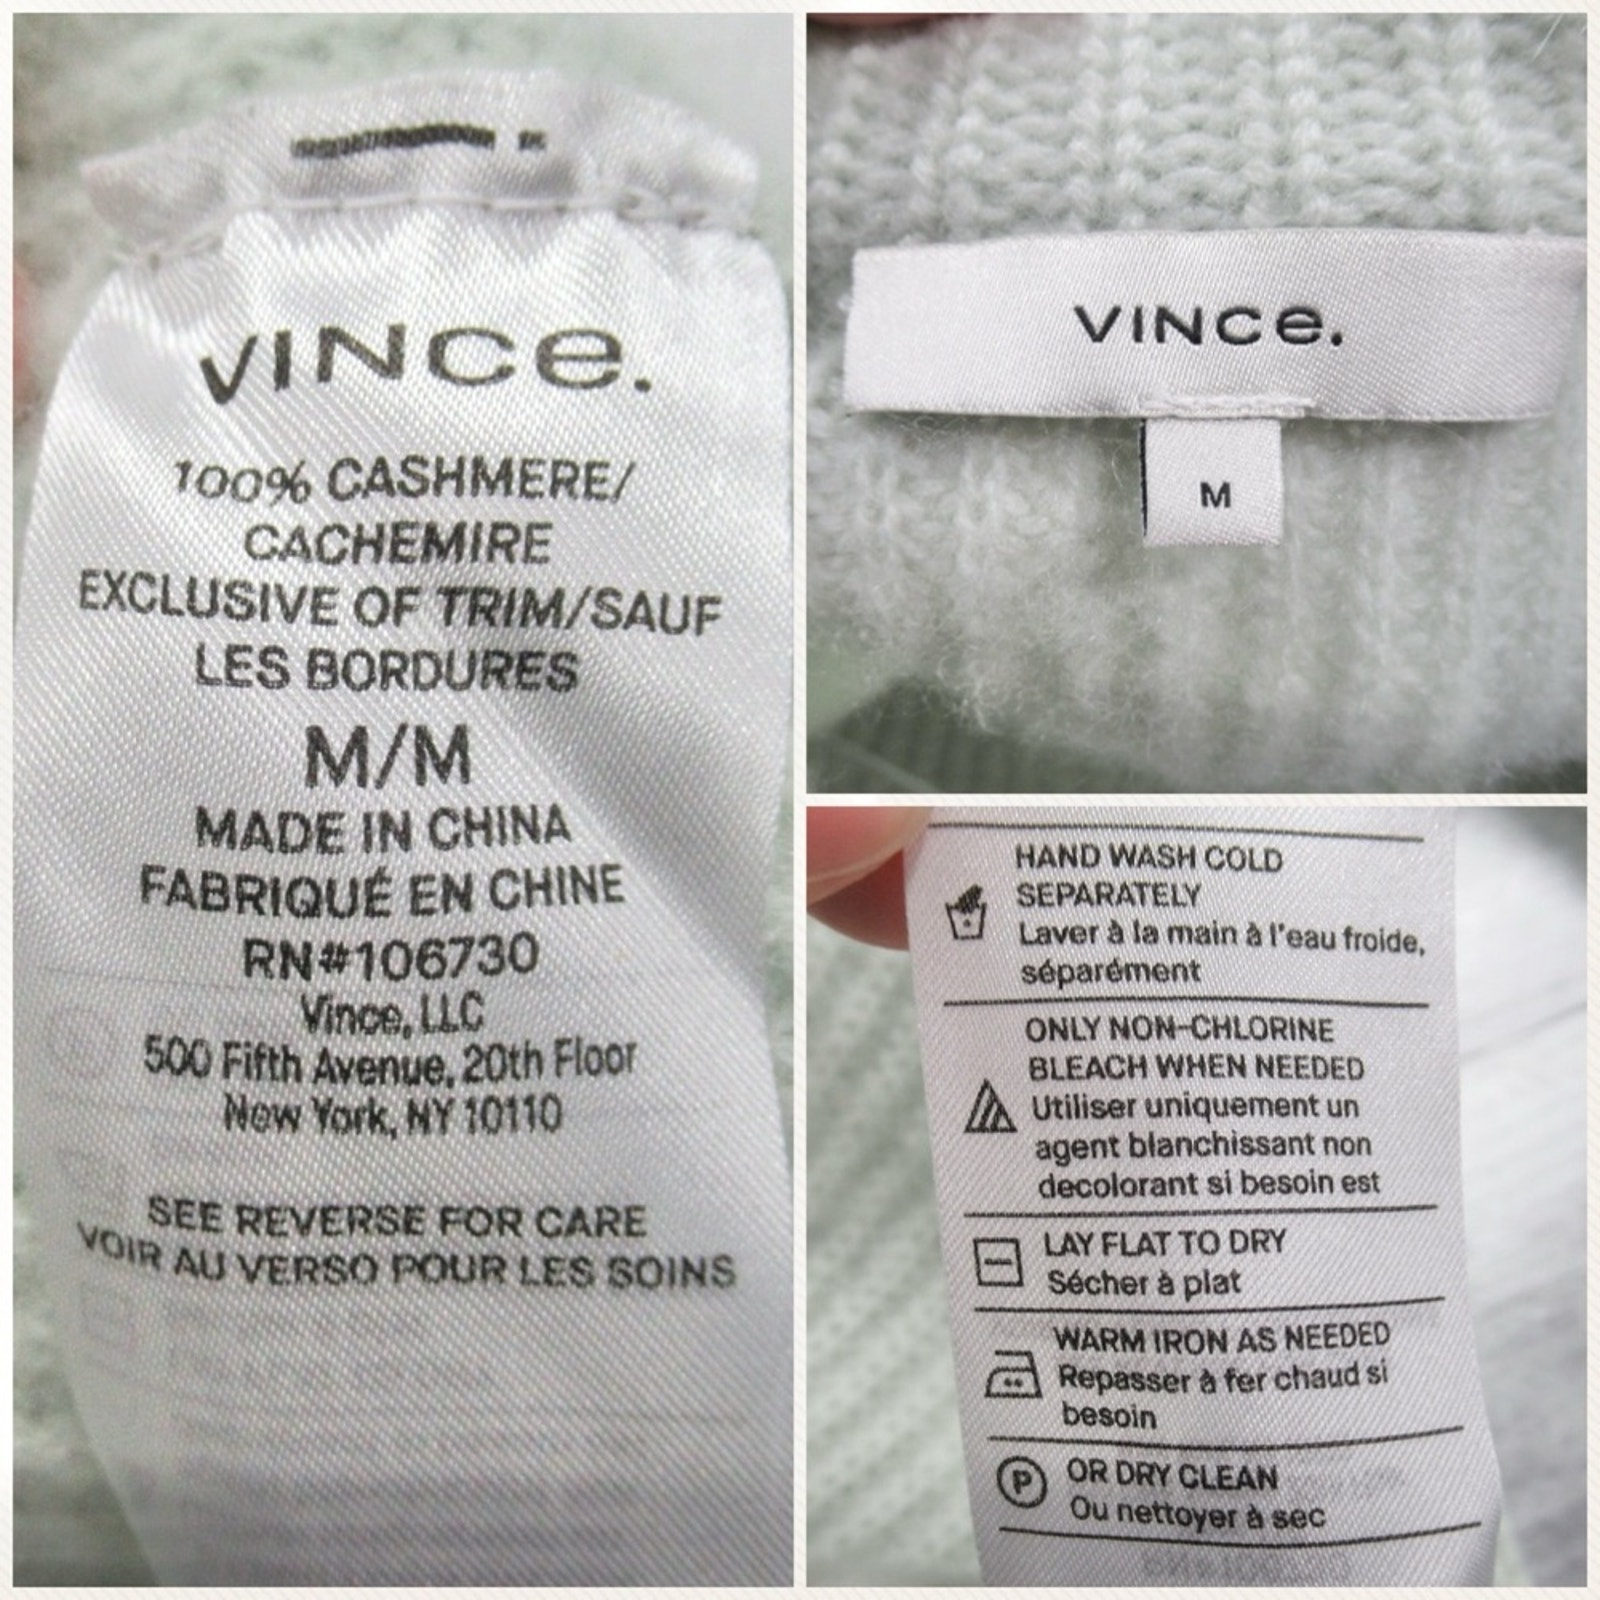 VINCe.
100% CASHMERE/
CACHEMIRE
EXCLUSIVE OF TRIM/SAUF
LES BORDURES
M/M
MADE IN CHINA
FABRIQUÉ EN CHINE
RN#106730
Vince, LLC
500 Fifth Avenue, 20th Floor
New York, NY 10110
SEE REVERSE FOR CARE
VOIR AU VERSO POUR LES SOINS
VINCe.
M
HAND WASH COLD
SEPARATELY
Laver à la main à l'eau froide,
séparément
ONLY NON-CHLORINE
BLEACH WHEN NEEDED
Utiliser uniquement un
agent blanchissant non
decolorant si besoin est
LAY FLAT TO DRY
Sécher à plat
WARM IRON AS NEEDED
Repasser à fer chaud si
besoin
P
OR DRY CLEAN
Ou nettoyer à sec